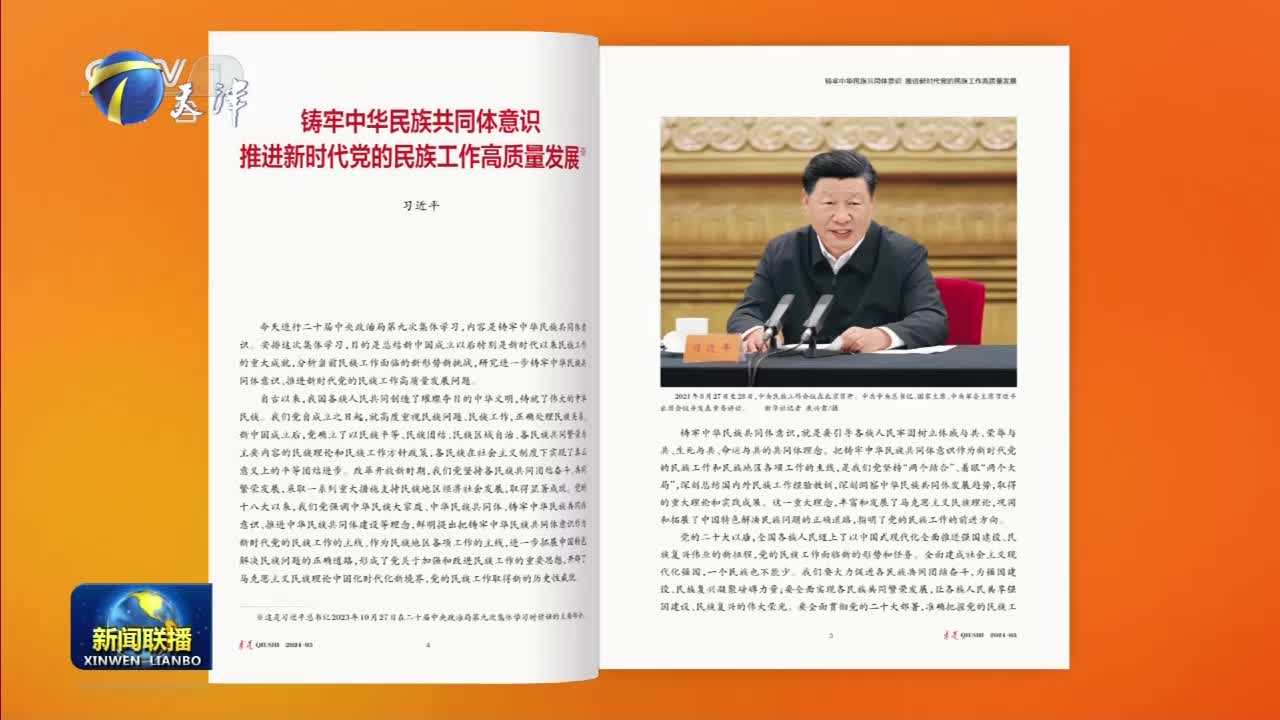 天津
铸牢中华民族共同体意识
推进新时代党的民族工作高质量发展※
习近平
今天进行二十届中央政治局第九次集体学习，内容是铸牢中华民族共同体意
识。安排这次集体学习，目的是总结新中国成立以后特别是新时代以来民族工作
的重大成就，分析当前民族工作面临的新形势新挑战，研究进一步铸牢中华民族共
同体意识、推进新时代党的民族工作高质量发展问题。
自古以来，我国各族人民共同创造了璀璨夺目的中华文明，铸就了伟大的中华
民族。我们党自成立之日起，就高度重视民族问题、民族工作，正确处理民族关系。
新中国成立后，党确立了以民族平等、民族团结、民族区域自治、各民族共同繁荣为
主要内容的民族理论和民族工作方针政策，各民族在社会主义制度下实现了真正
意义上的平等团结进步。改革开放新时期，我们党坚持各民族共同团结奋斗、共同
繁荣发展，采取一系列重大措施支持民族地区经济社会发展，取得显著成效。党的
十八大以来，我们党强调中华民族大家庭、中华民族共同体、铸牢中华民族共同体
意识、推进中华民族共同体建设等理念，鲜明提出把铸牢中华民族共同体意识作为
新时代党的民族工作的主线、作为民族地区各项工作的主线，进一步拓展中国特色
解决民族问题的正确道路，形成了党关于加强和改进民族工作的重要思想，开辟了
马克思主义民族理论中国化时代化新境界，党的民族工作取得新的历史性成就。
※这是习近平总书记2023年10月27日在二十届中央政治局第九次集体学习时讲话的主要部分。
求是 QIUSHI 2024·03
4
铸牢中华民族共同体意识 推进新时代党的民族工作高质量发展
习近平
2021年8月27日至28日，中央民族工作会议在北京召开。中共中央总书记、国家主席、中央军委主席习近平
出席会议并发表重要讲话。 新华社记者 燕雁/摄
铸牢中华民族共同体意识，就是要引导各族人民牢固树立休戚与共、荣辱与
共、生死与共、命运与共的共同体理念。把铸牢中华民族共同体意识作为新时代党
的民族工作和民族地区各项工作的主线，是我们党坚持“两个结合”、着眼“两个大
局”，深刻总结国内外民族工作经验教训，深刻洞察中华民族共同体发展趋势，取得
的重大理论和实践成果。这一重大理念，丰富和发展了马克思主义民族理论，巩固
和拓展了中国特色解决民族问题的正确道路，指明了党的民族工作的前进方向。
党的二十大以后，全国各族人民迈上了以中国式现代化全面推进强国建设、民
族复兴伟业的新征程，党的民族工作面临新的形势和任务。全面建成社会主义现
代化强国，一个民族也不能少。我们要大力促进各民族共同团结奋斗，为强国建
设、民族复兴凝聚磅礴力量；要全面实现各民族共同繁荣发展，让各族人民共享强
国建设、民族复兴的伟大荣光。要全面贯彻党的二十大部署，准确把握党的民族工
5
求是 QIUSHI 2024·03
新闻联播
XINWEN LIANBO